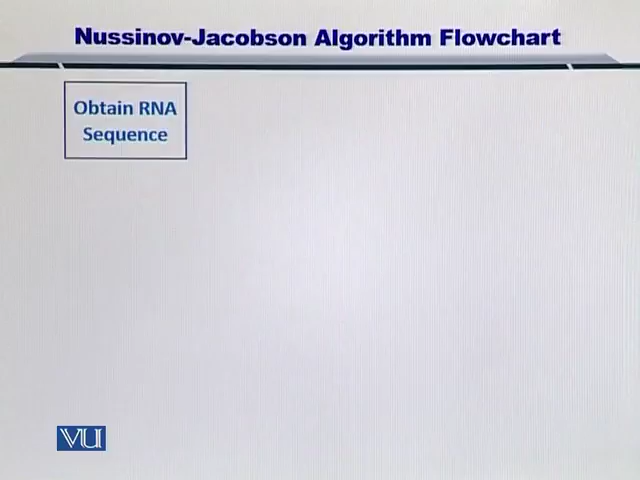 Nussinov-Jacobson Algorithm Flowchart
Obtain RNA
Sequence
VU